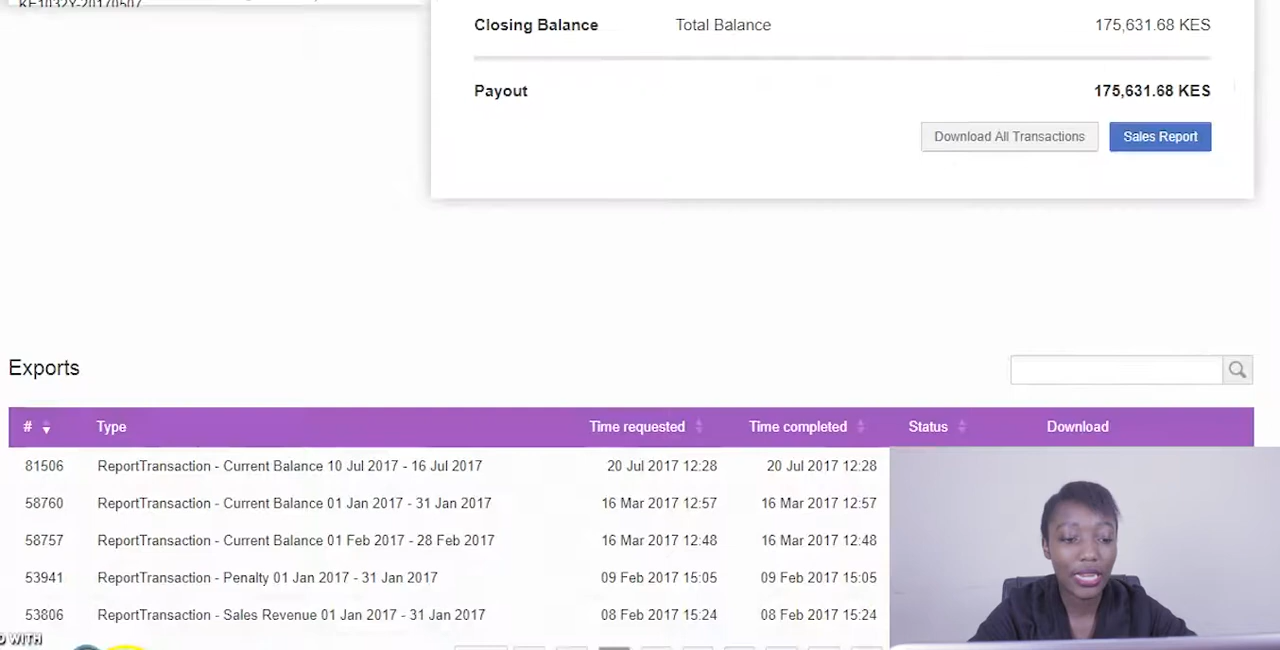 KE1032Y-20170507
Closing Balance Total Balance 175,631.68 KES
Payout 175,631.68 KES
Download All Transactions Sales Report
Exports
# Type Time requested Time completed Status Download
81506 ReportTransaction - Current Balance 10 Jul 2017 - 16 Jul 2017 20 Jul 2017 12:28 20 Jul 2017 12:28
58760 ReportTransaction - Current Balance 01 Jan 2017 - 31 Jan 2017 16 Mar 2017 12:57 16 Mar 2017 12:57
58757 ReportTransaction - Current Balance 01 Feb 2017 - 28 Feb 2017 16 Mar 2017 12:48 16 Mar 2017 12:48
53941 ReportTransaction - Penalty 01 Jan 2017 - 31 Jan 2017 09 Feb 2017 15:05 09 Feb 2017 15:05
53806 ReportTransaction - Sales Revenue 01 Jan 2017 - 31 Jan 2017 08 Feb 2017 15:24 08 Feb 2017 15:24
WITH